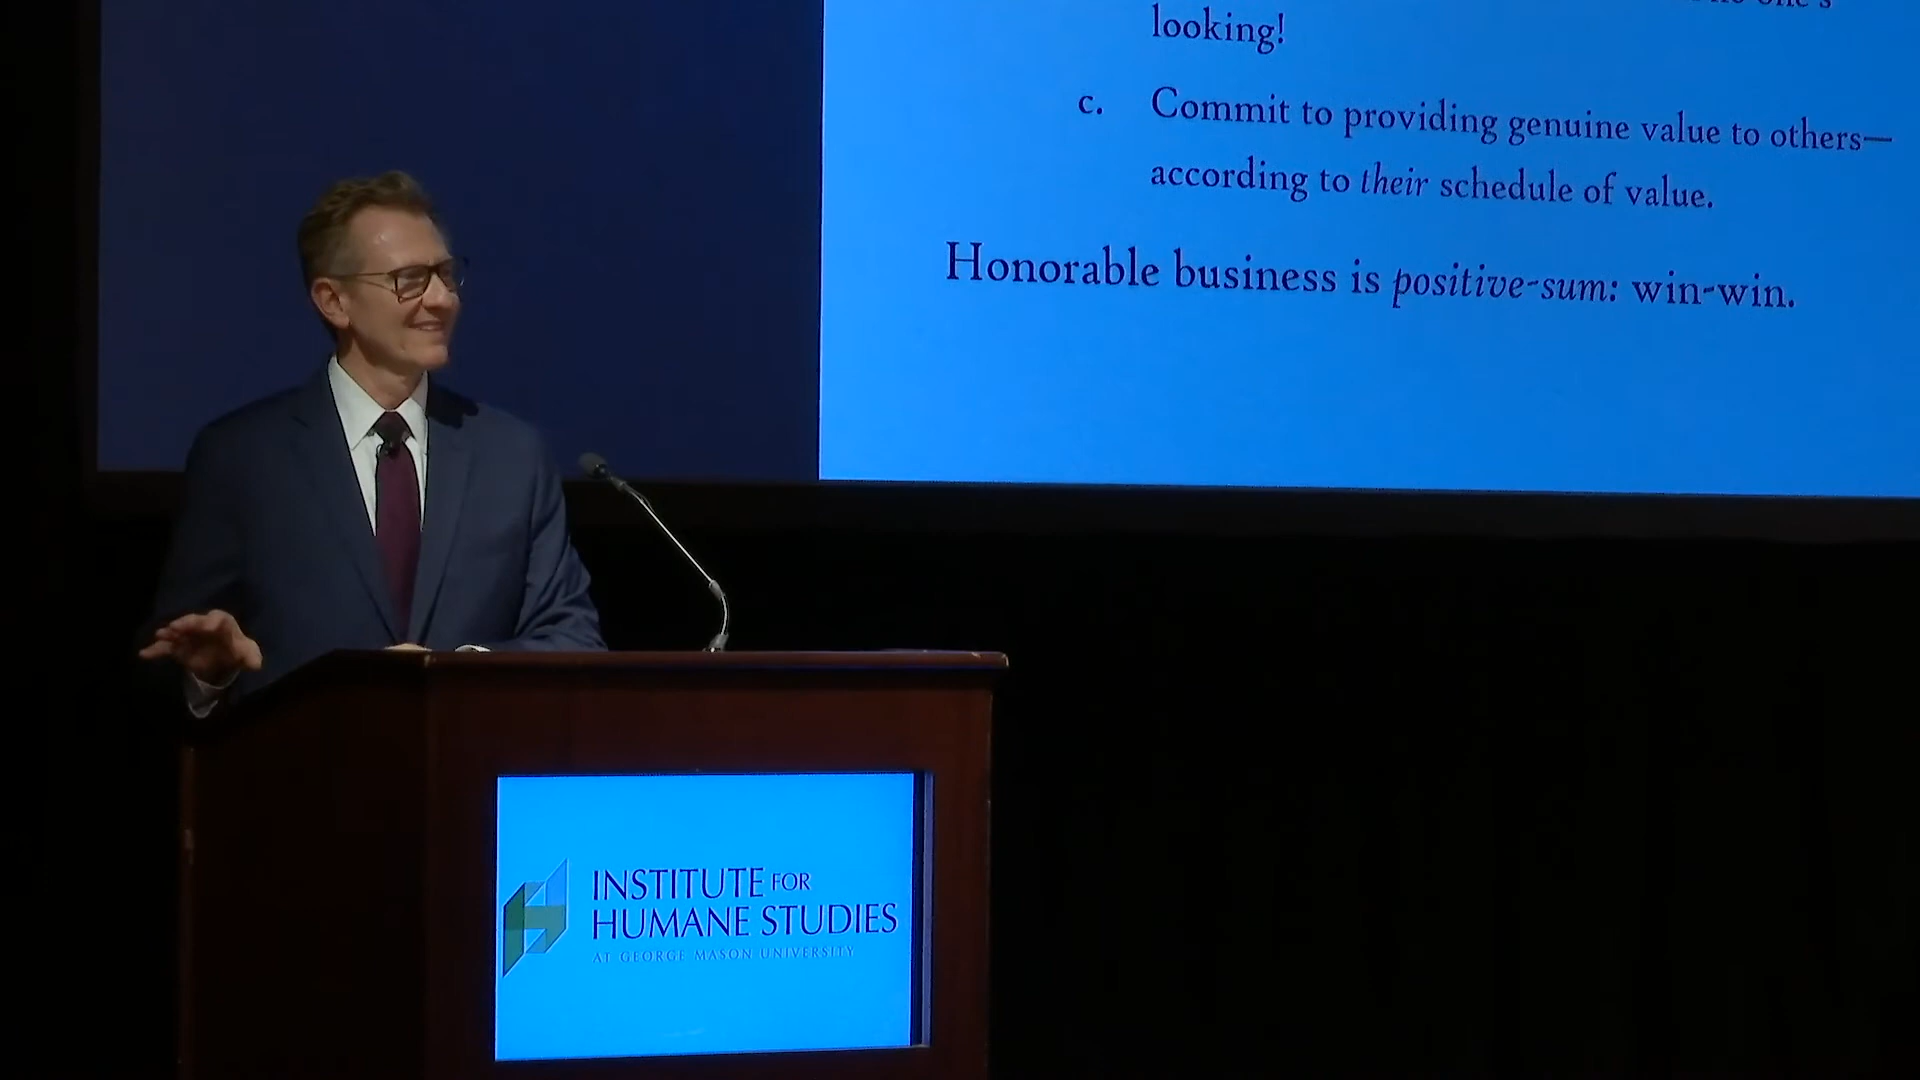 one's
looking!
c. Commit to providing genuine value to others—
according to their schedule of value.
Honorable business is positive-sum: win-win.
INSTITUTE FOR
HUMANE STUDIES
AT GEORGE MASON UNIVERSITY